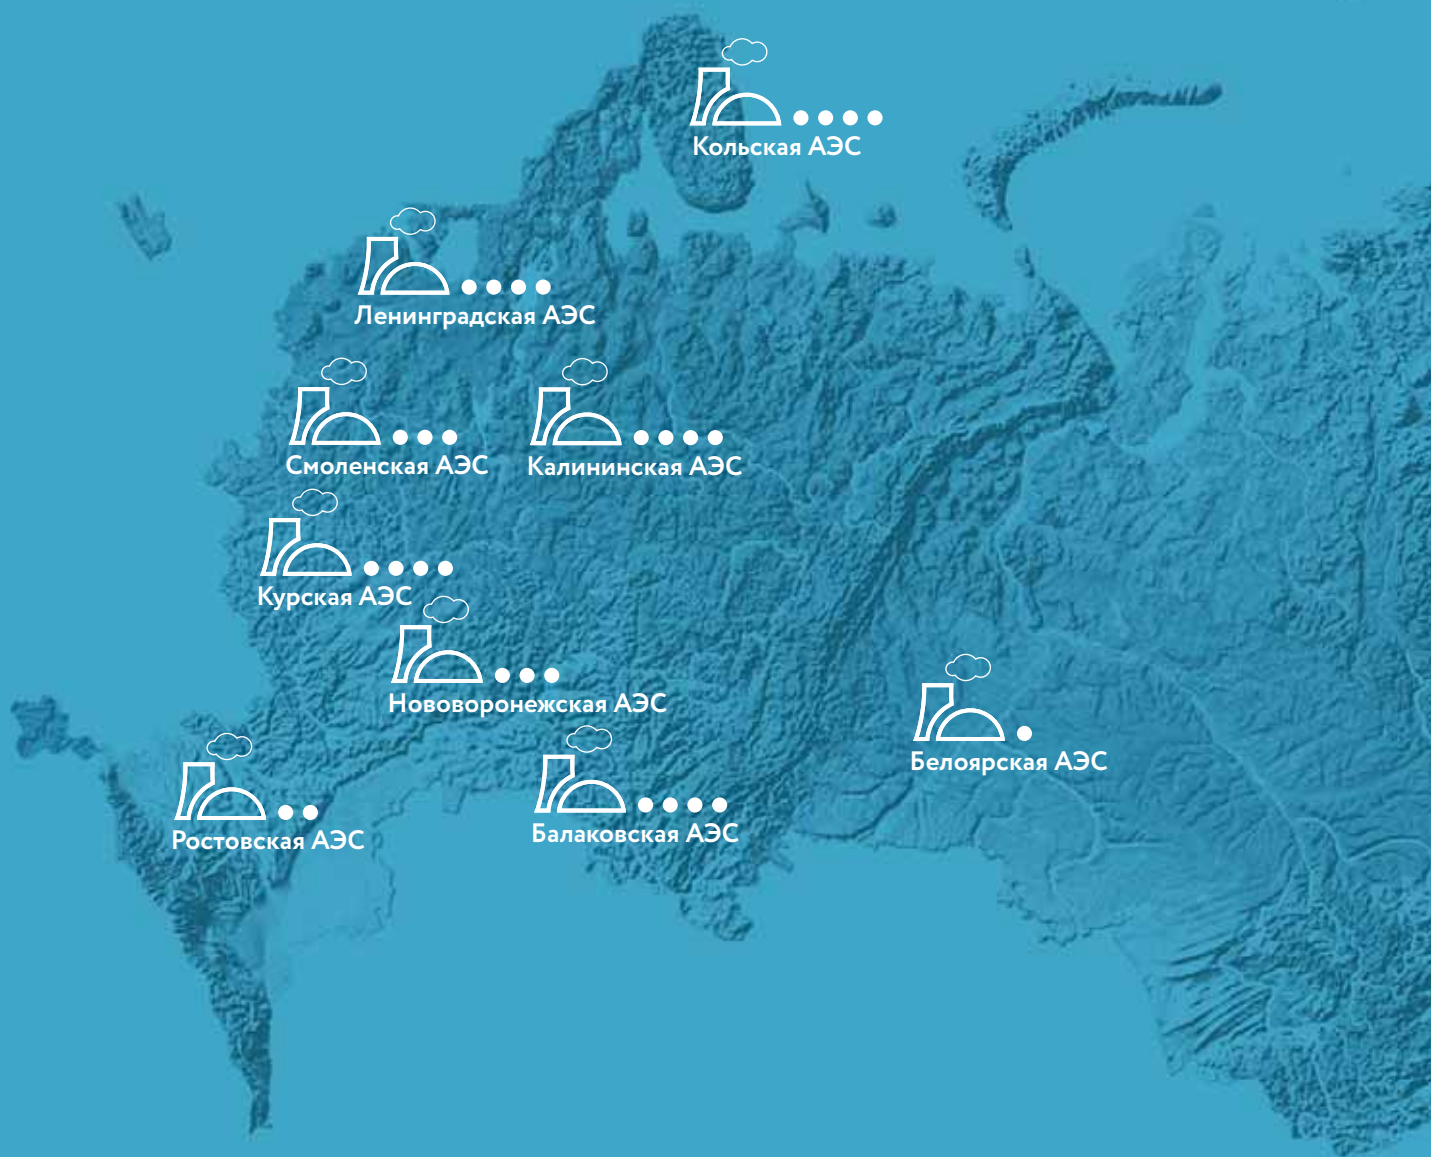 Кольская АЭС
Ленинградская АЭС
Смоленская АЭС
Калининская АЭС
Курская АЭС
Нововоронежская АЭС
Белоярская АЭС
Ростовская АЭС
Балаковская АЭС